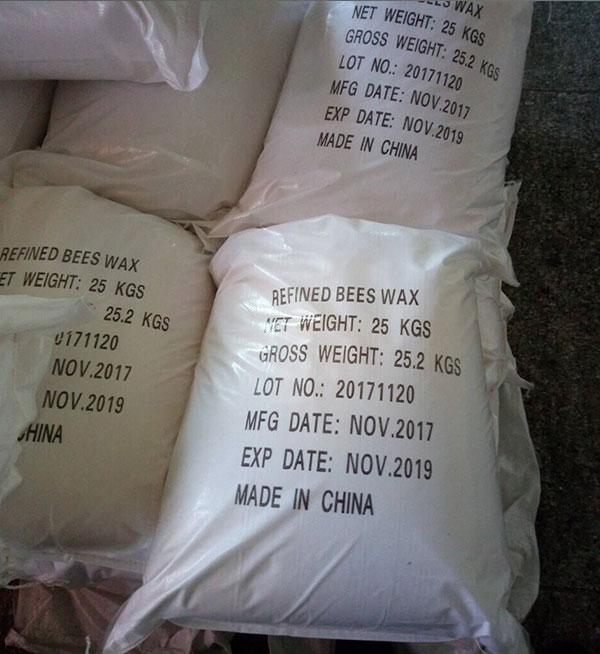 BEES WAX
NET WEIGHT: 25 KGS
GROSS WEIGHT: 25.2 KGS
LOT NO.: 20171120
MFG DATE: NOV.2017
EXP DATE: NOV.2019
MADE IN CHINA
REFINED BEES WAX
ET WEIGHT: 25 KGS
25.2 KGS
0171120
NOV.2017
NOV.2019
CHINA
REFINED BEES WAX
NET WEIGHT: 25 KGS
GROSS WEIGHT: 25.2 KGS
LOT NO.: 20171120
MFG DATE: NOV.2017
EXP DATE: NOV.2019
MADE IN CHINA